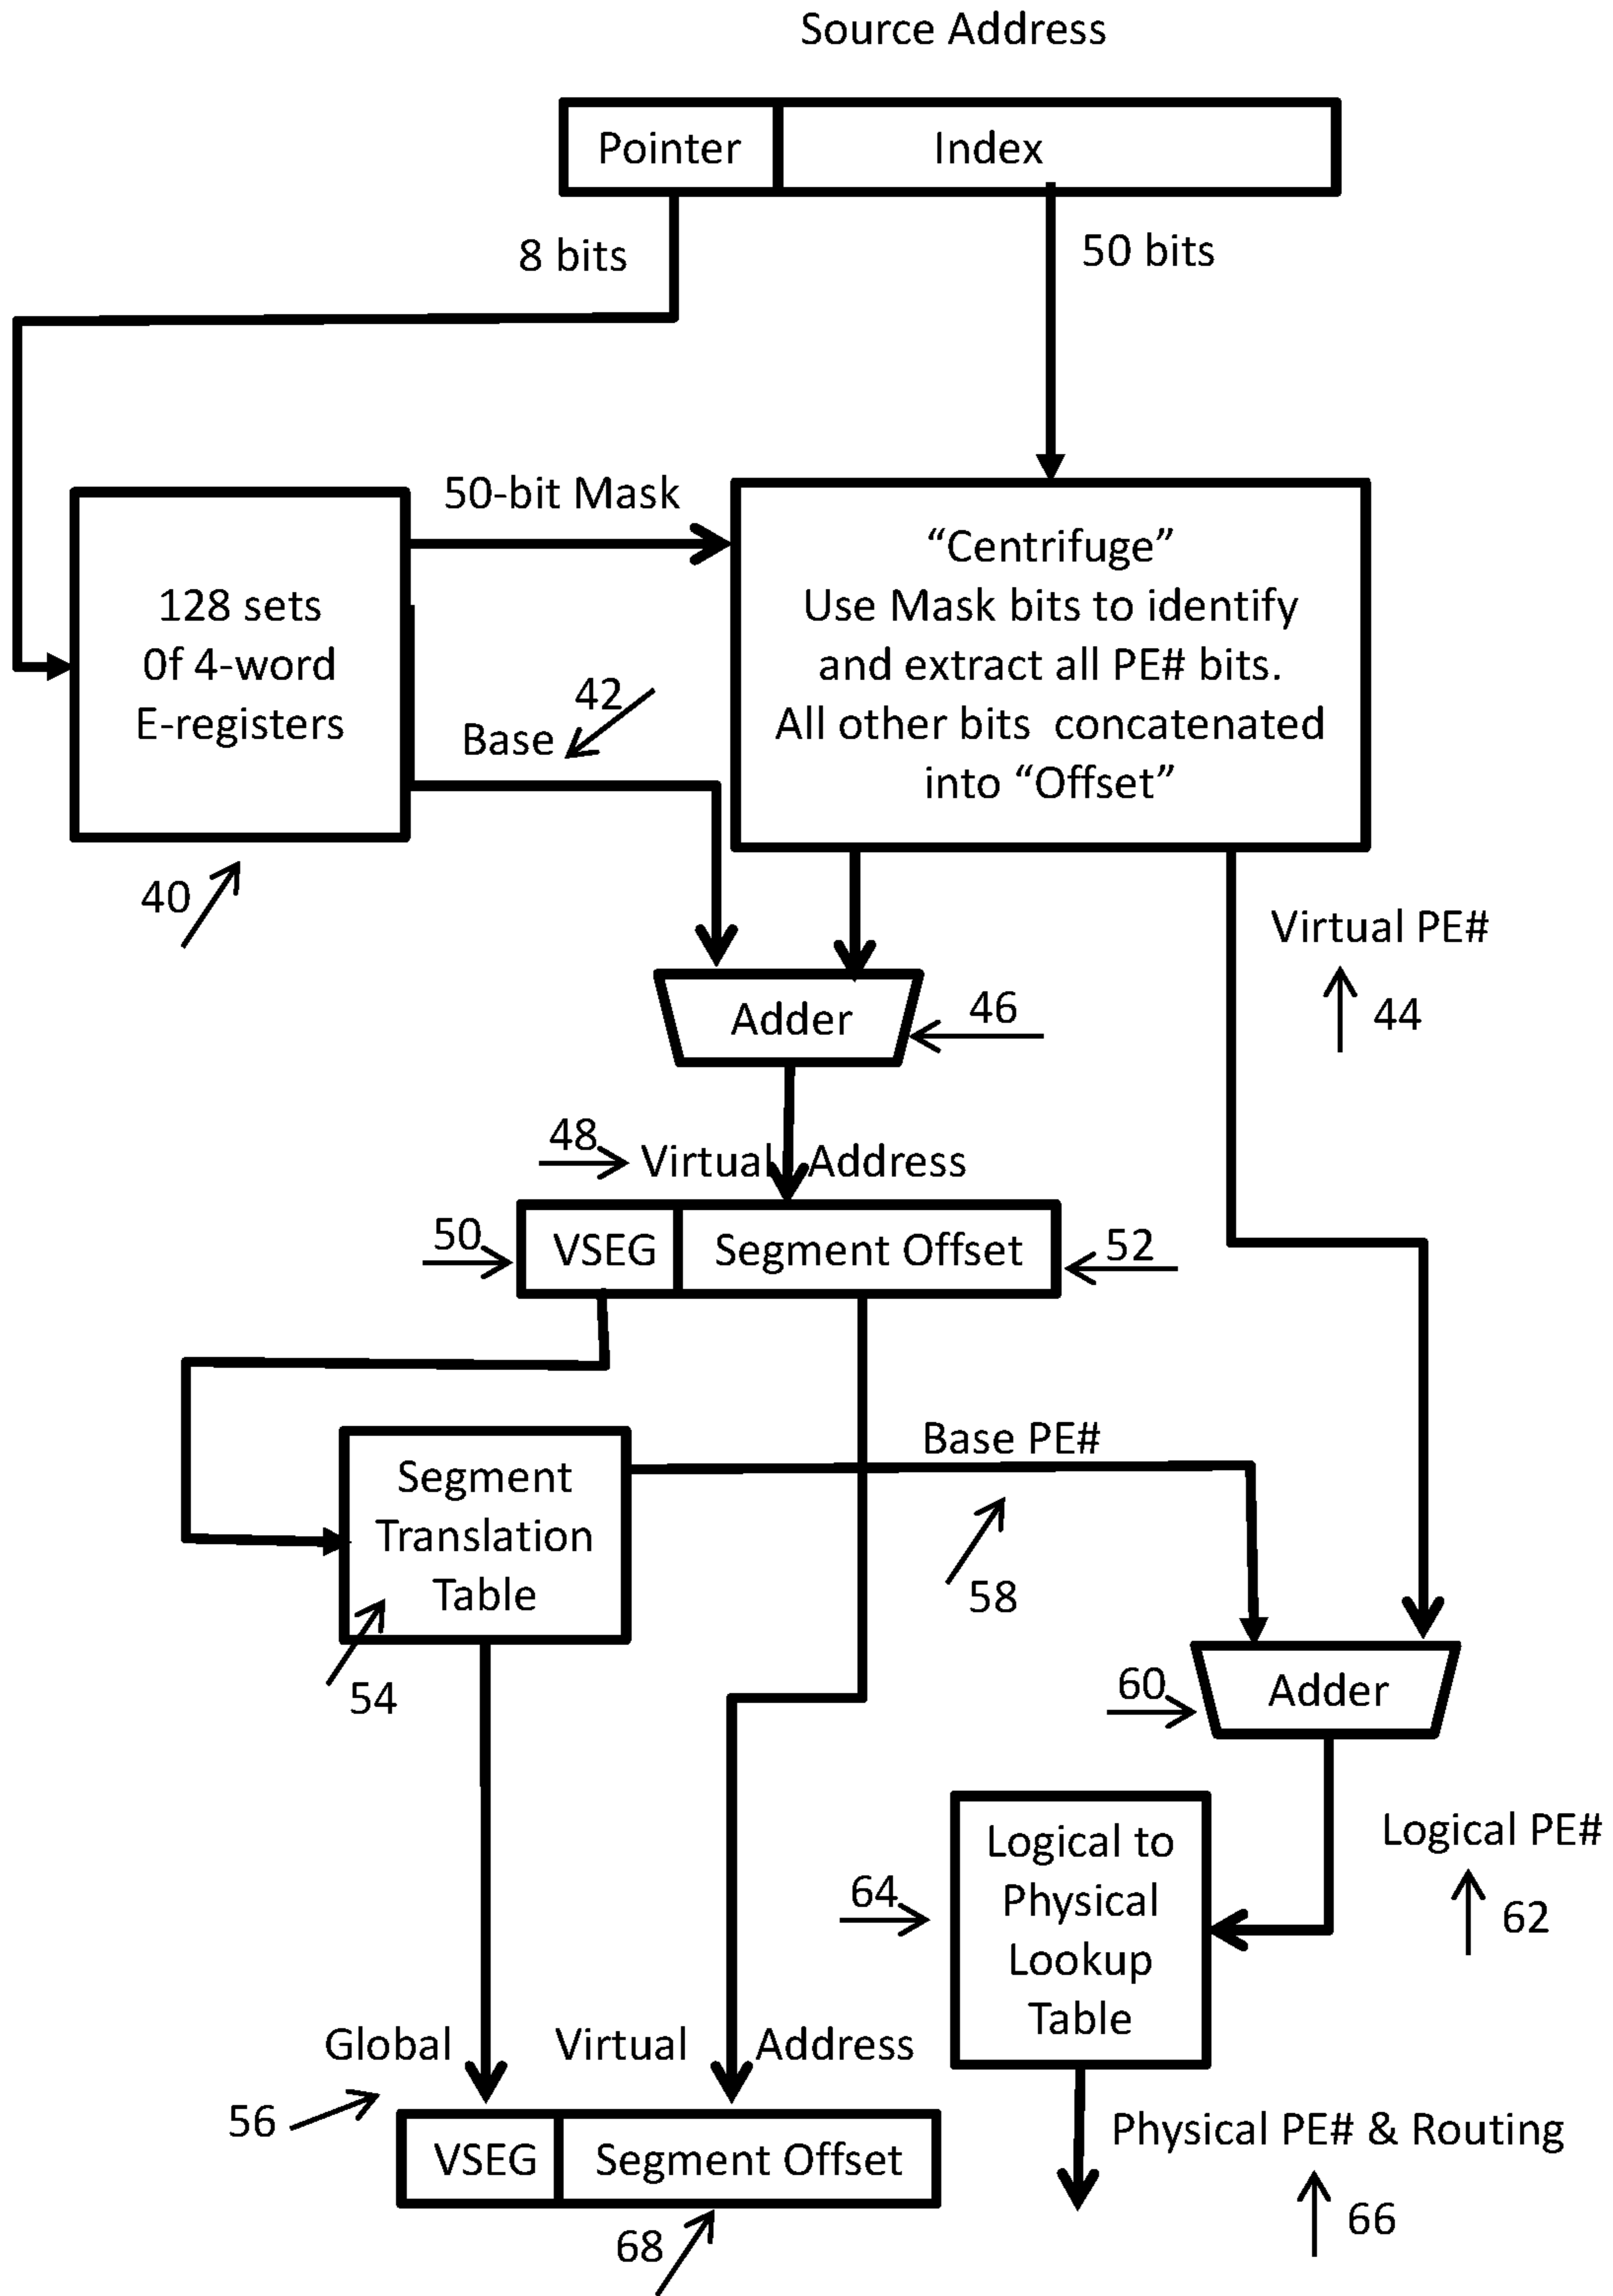 Source Address
Pointer
Index
8 bits
50 bits
50-bit Mask
128 sets
0f 4-word
E-registers
“Centrifuge”
Use Mask bits to identify
and extract all PE# bits.
All other bits concatenated
into “Offset”
42
Base
40
Virtual PE#
44
Adder
46
48
Virtual Address
50
VSEG
Segment Offset
52
Segment
Translation
Table
54
Base PE#
58
60
Adder
Logical to
Physical
Lookup
Table
64
Logical PE#
62
Global Virtual Address
56
VSEG
Segment Offset
68
Physical PE# & Routing
66